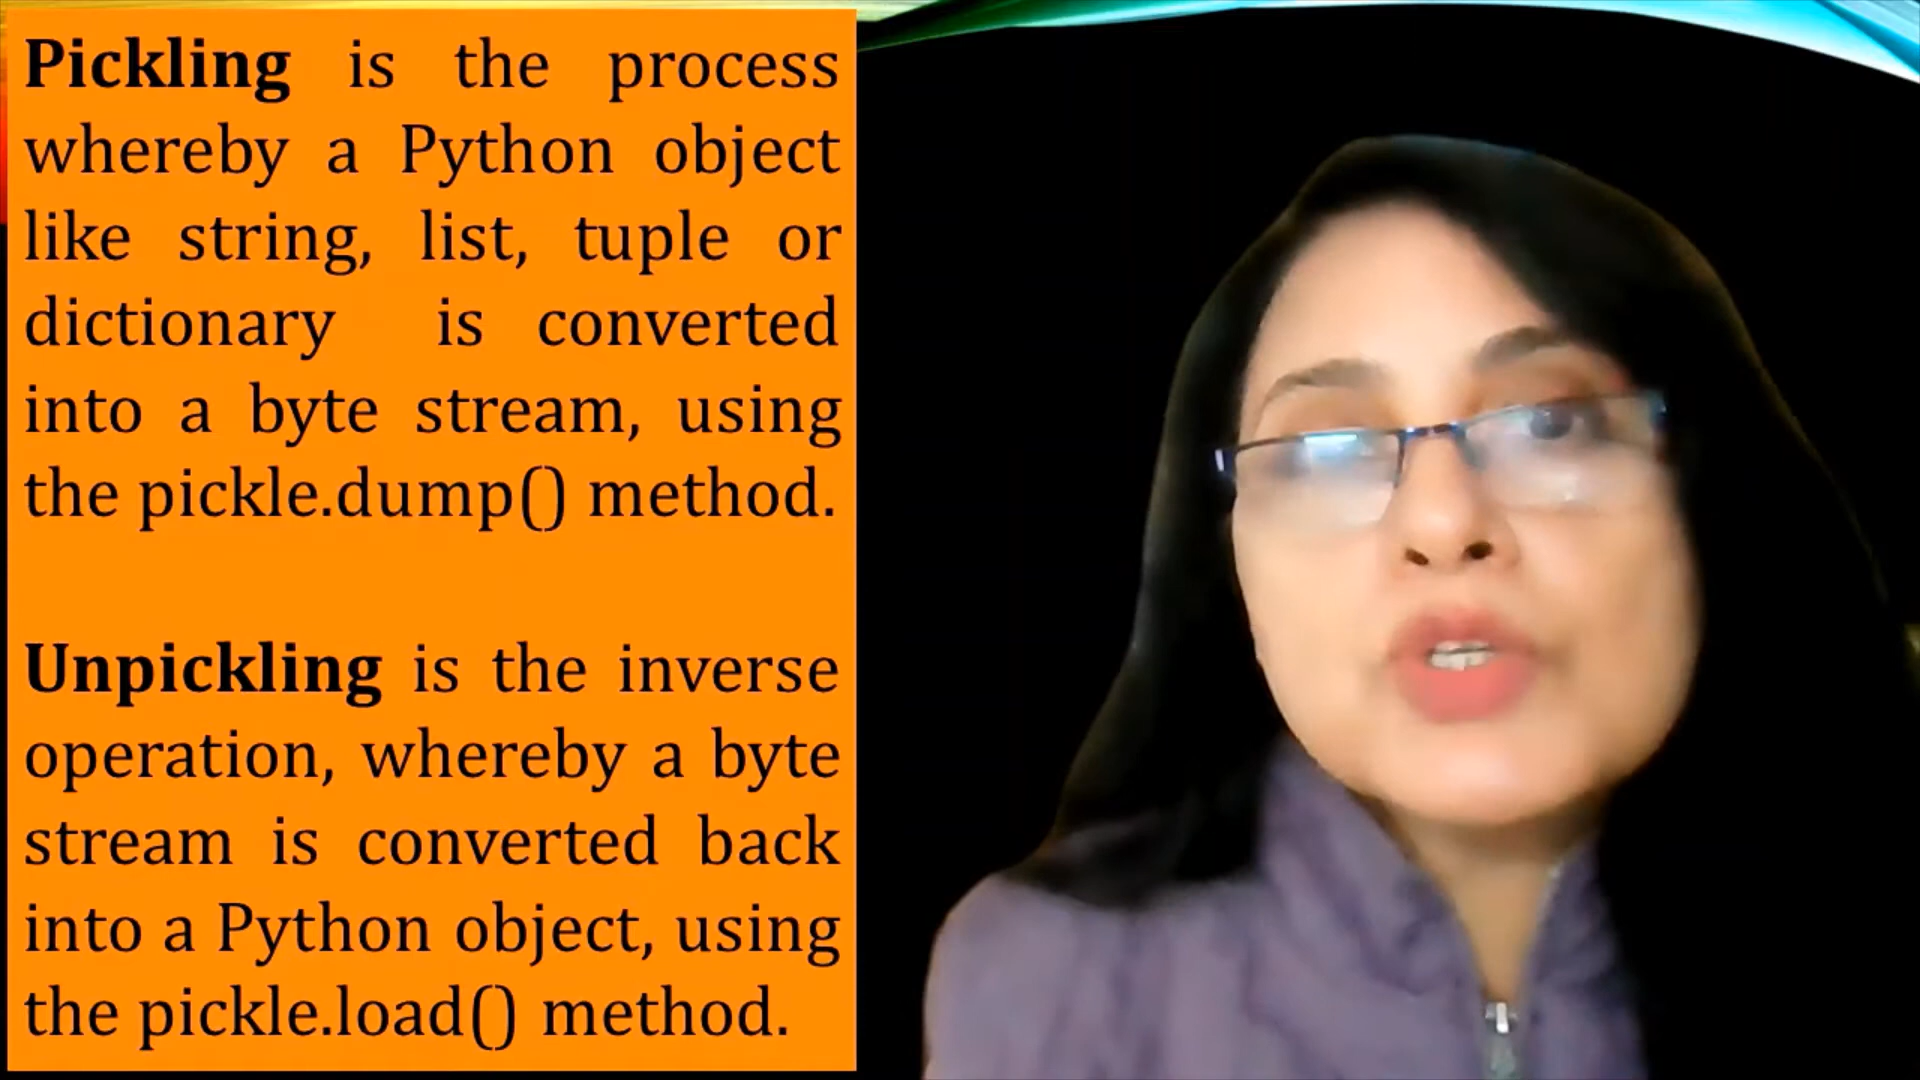 Pickling is the process
whereby a Python object
like string, list, tuple or
dictionary is converted
into a byte stream, using
the pickle.dump() method.
Unpickling is the inverse
operation, whereby a byte
stream is converted back
into a Python object, using
the pickle.load() method.